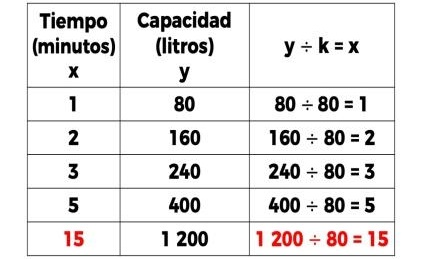 Tiempo (minutos) x | Capacidad (litros) y | y ÷ k = x
1 | 80 | 80 ÷ 80 = 1
2 | 160 | 160 ÷ 80 = 2
3 | 240 | 240 ÷ 80 = 3
5 | 400 | 400 ÷ 80 = 5
15 | 1 200 | 1 200 ÷ 80 = 15